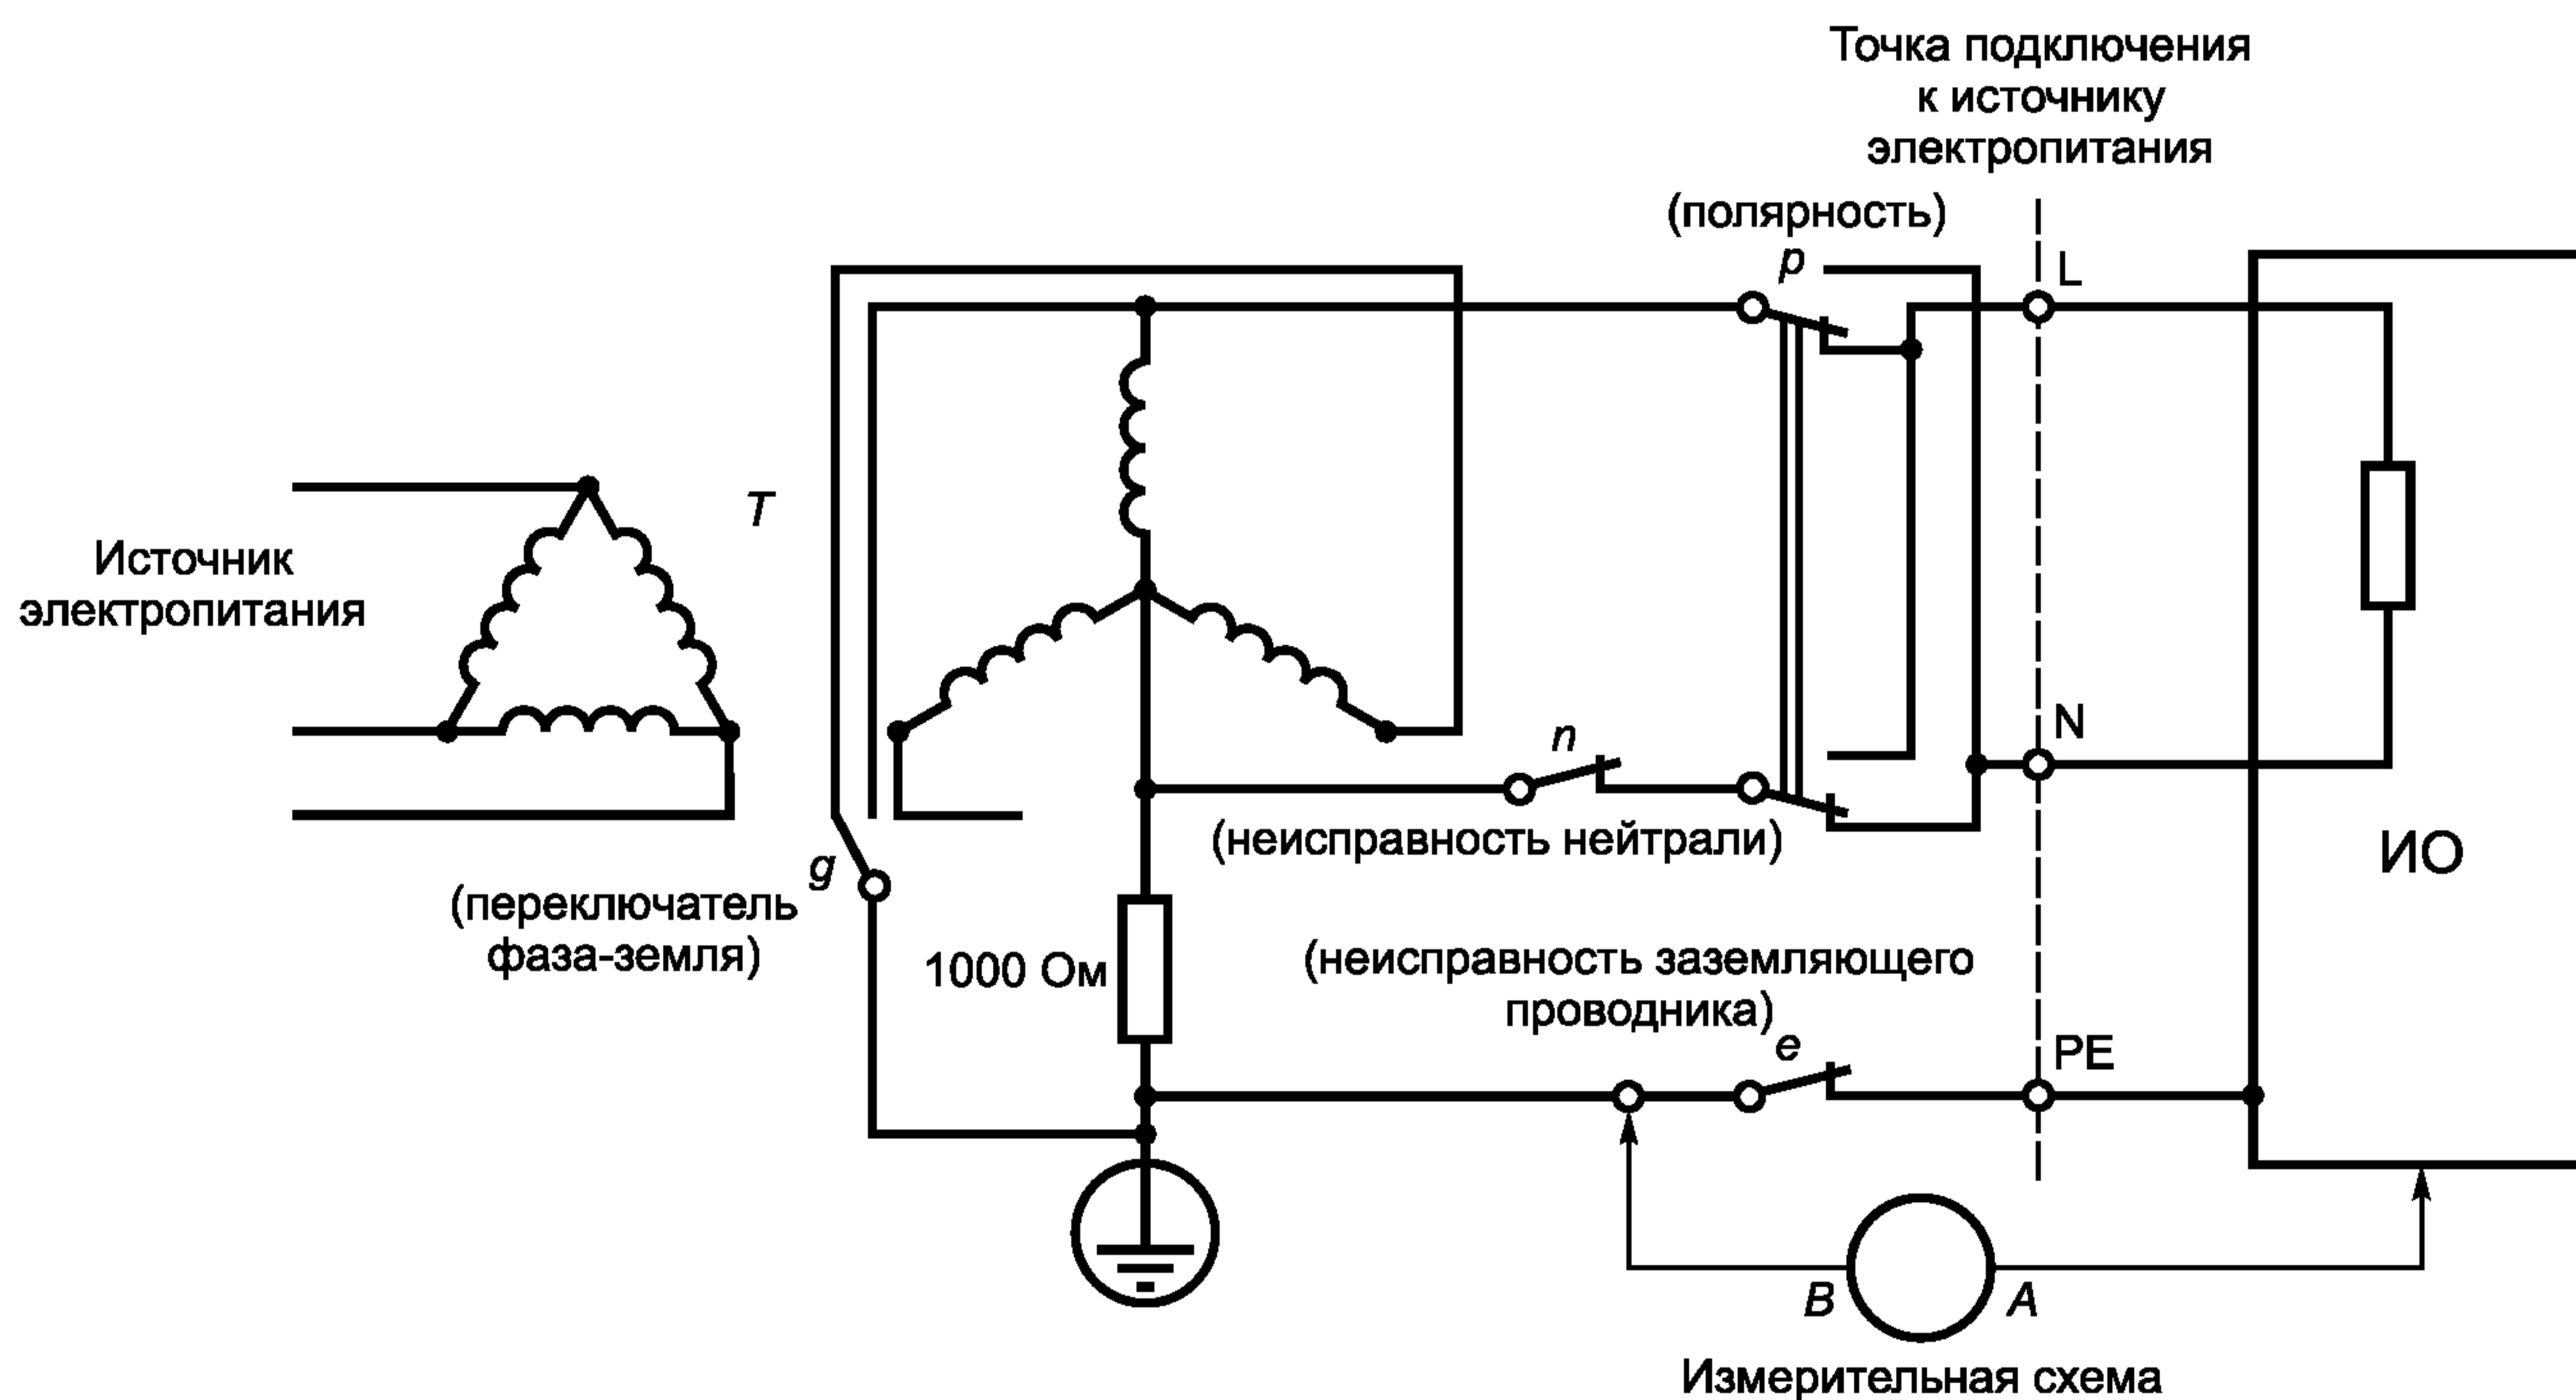 Точка подключения
к источнику
электропитания
(полярность)
p
L
T
Источник
электропитания
N
n
(неисправность нейтрали)
ИО
g
(переключатель
фаза-земля)
1000 Ом
(неисправность заземляющего
проводника)
e
PE
B
A
Измерительная схема